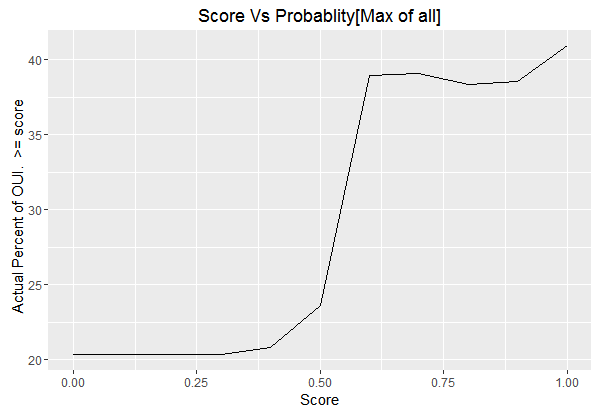 Score Vs Probablity[Max of all]
Actual Percent of OUI. >= score
40
35
30
25
20
0.00 0.25 0.50 0.75 1.00
Score